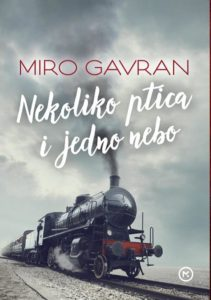 MIRO GAVRAN
Nekoliko ptica
i jedno nebo
M